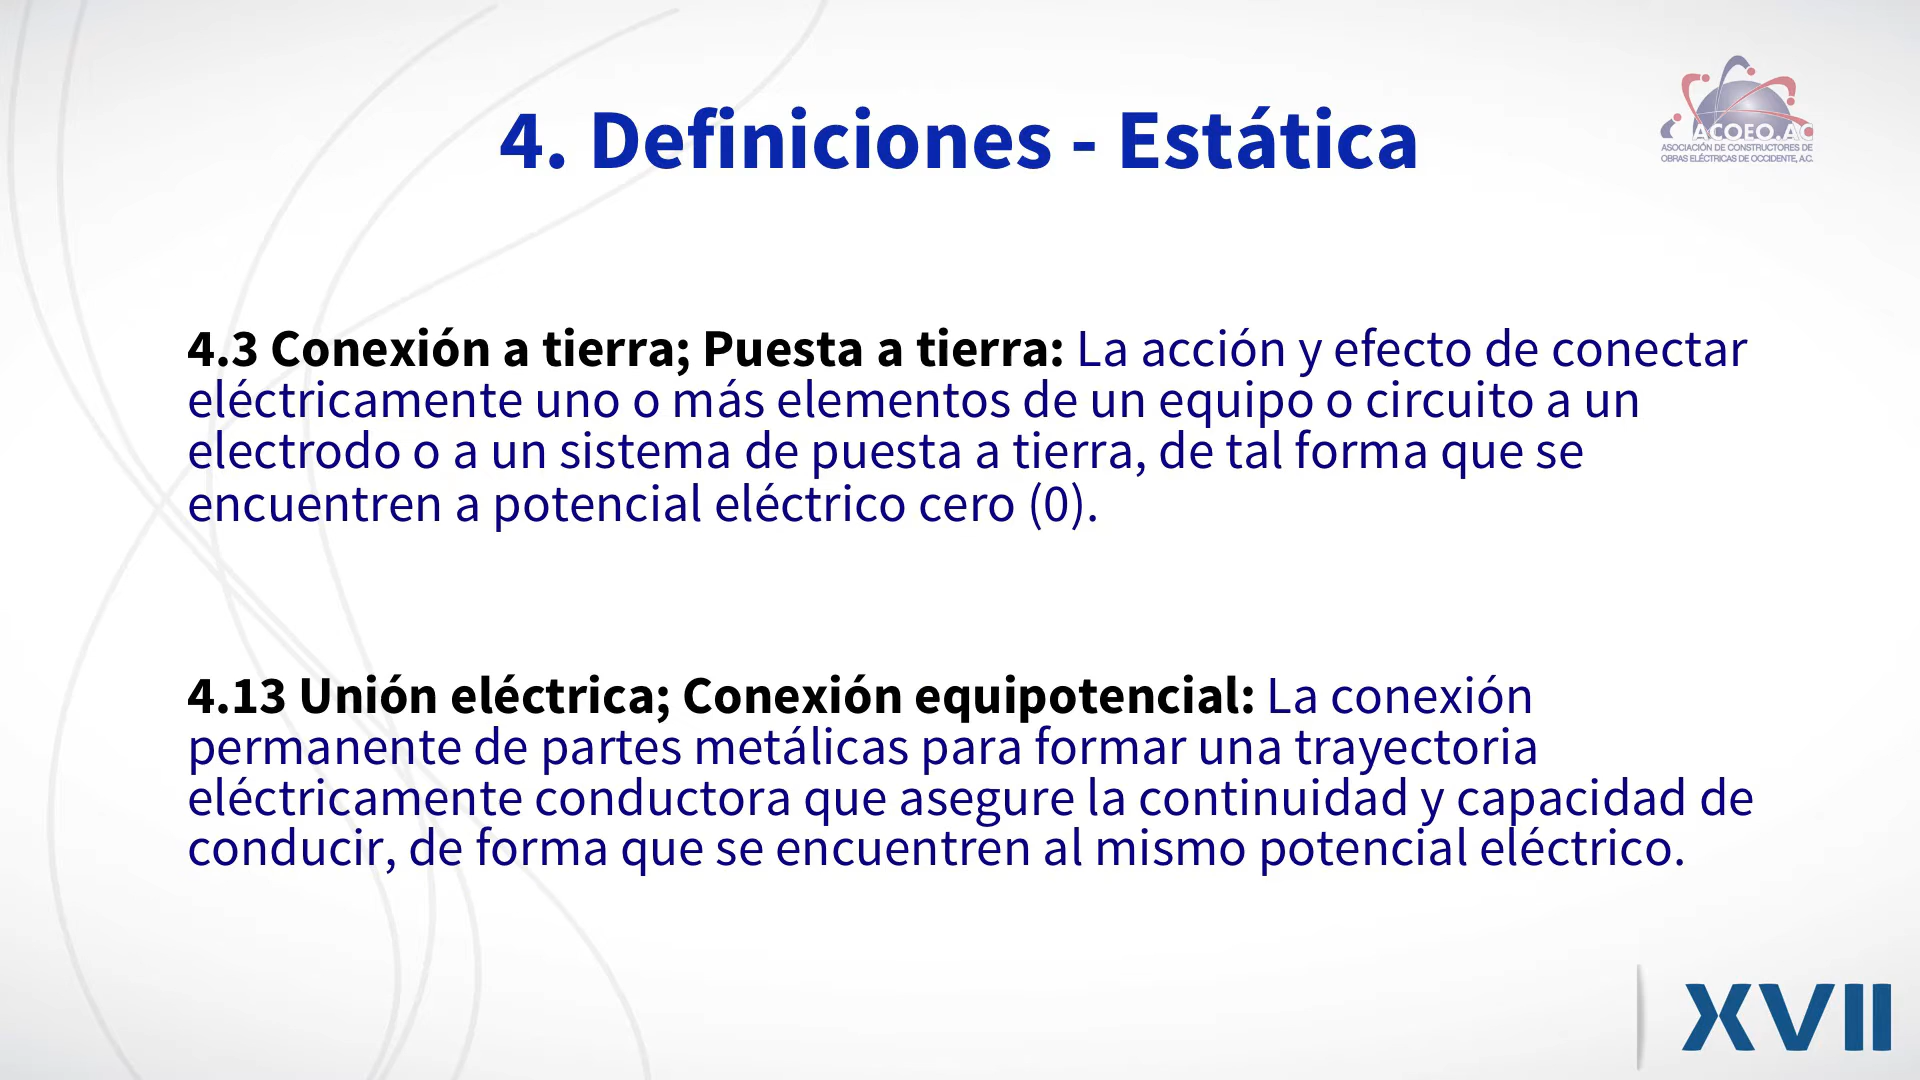 4. Definiciones - Estática
ACOEO.AC
ASOCIACIÓN DE CONSTRUCTORES DE
OBRAS ELÉCTRICAS DE OCCIDENTE, A.C.
4.3 Conexión a tierra; Puesta a tierra: La acción y efecto de conectar
eléctricamente uno o más elementos de un equipo o circuito a un
electrodo o a un sistema de puesta a tierra, de tal forma que se
encuentren a potencial eléctrico cero (0).
4.13 Unión eléctrica; Conexión equipotencial: La conexión
permanente de partes metálicas para formar una trayectoria
eléctricamente conductora que asegure la continuidad y capacidad de
conducir, de forma que se encuentren al mismo potencial eléctrico.
XVII